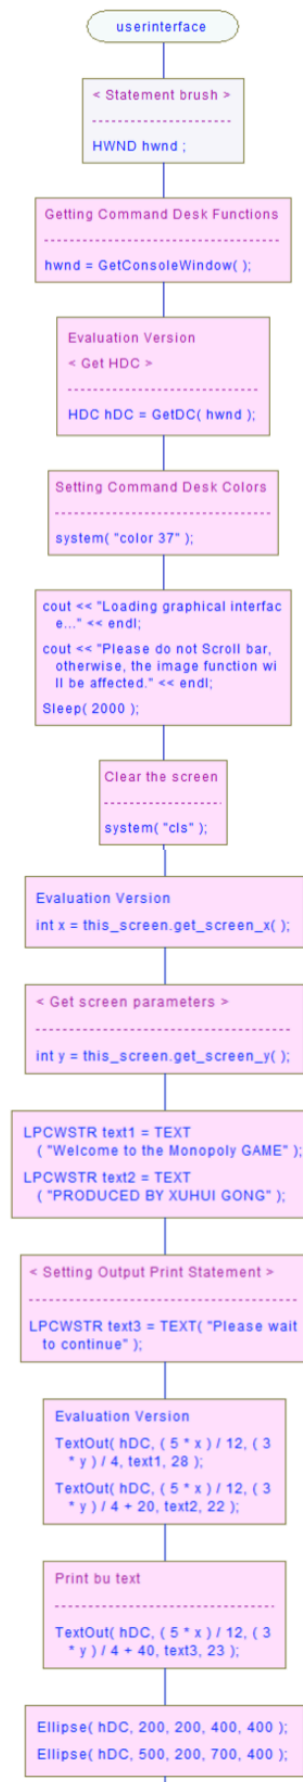 userinterface
< Statement brush >
HWND hwnd ;
Getting Command Desk Functions
hwnd = GetConsoleWindow( );
Evaluation Version
< Get HDC >
HDC hDC = GetDC( hwnd );
Setting Command Desk Colors
system( "color 37" );
cout << "Loading graphical interfac
e..." << endl;
cout << "Please do not Scroll bar,
otherwise, the image function wi
ll be affected." << endl;
Sleep( 2000 );
Clear the screen
system( "cls" );
Evaluation Version
int x = this_screen.get_screen_x( );
< Get screen parameters >
int y = this_screen.get_screen_y( );
LPCWSTR text1 = TEXT
( "Welcome to the Monopoly GAME" );
LPCWSTR text2 = TEXT
( "PRODUCED BY XUHUI GONG" );
< Setting Output Print Statement >
LPCWSTR text3 = TEXT( "Please wait
to continue" );
Evaluation Version
TextOut( hDC, ( 5 * x ) / 12, ( 3
* y ) / 4, text1, 28 );
TextOut( hDC, ( 5 * x ) / 12, ( 3
* y ) / 4 + 20, text2, 22 );
Print bu text
TextOut( hDC, ( 5 * x ) / 12, ( 3
* y ) / 4 + 40, text3, 23 );
Ellipse( hDC, 200, 200, 400, 400 );
Ellipse( hDC, 500, 200, 700, 400 );